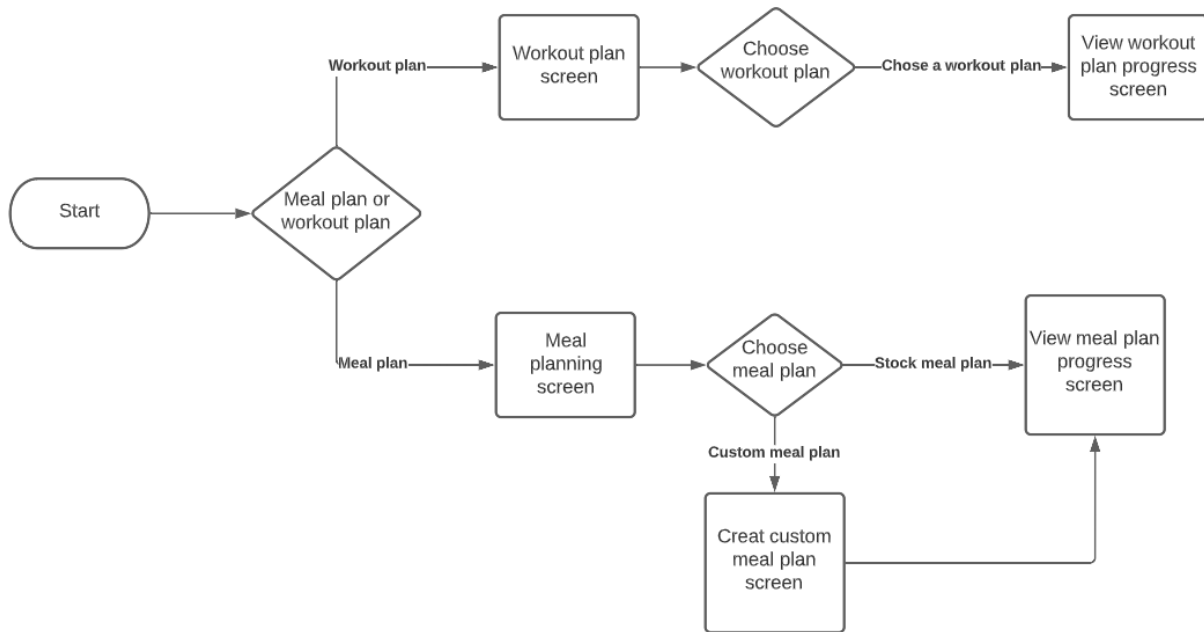 Workout plan
Workout plan
screen
Choose
workout plan
Chose a workout plan
View workout
plan progress
screen
Start
Meal plan or
workout plan
Meal plan
Meal
planning
screen
Choose
meal plan
Stock meal plan
View meal plan
progress
screen
Custom meal plan
Creat custom
meal plan
screen